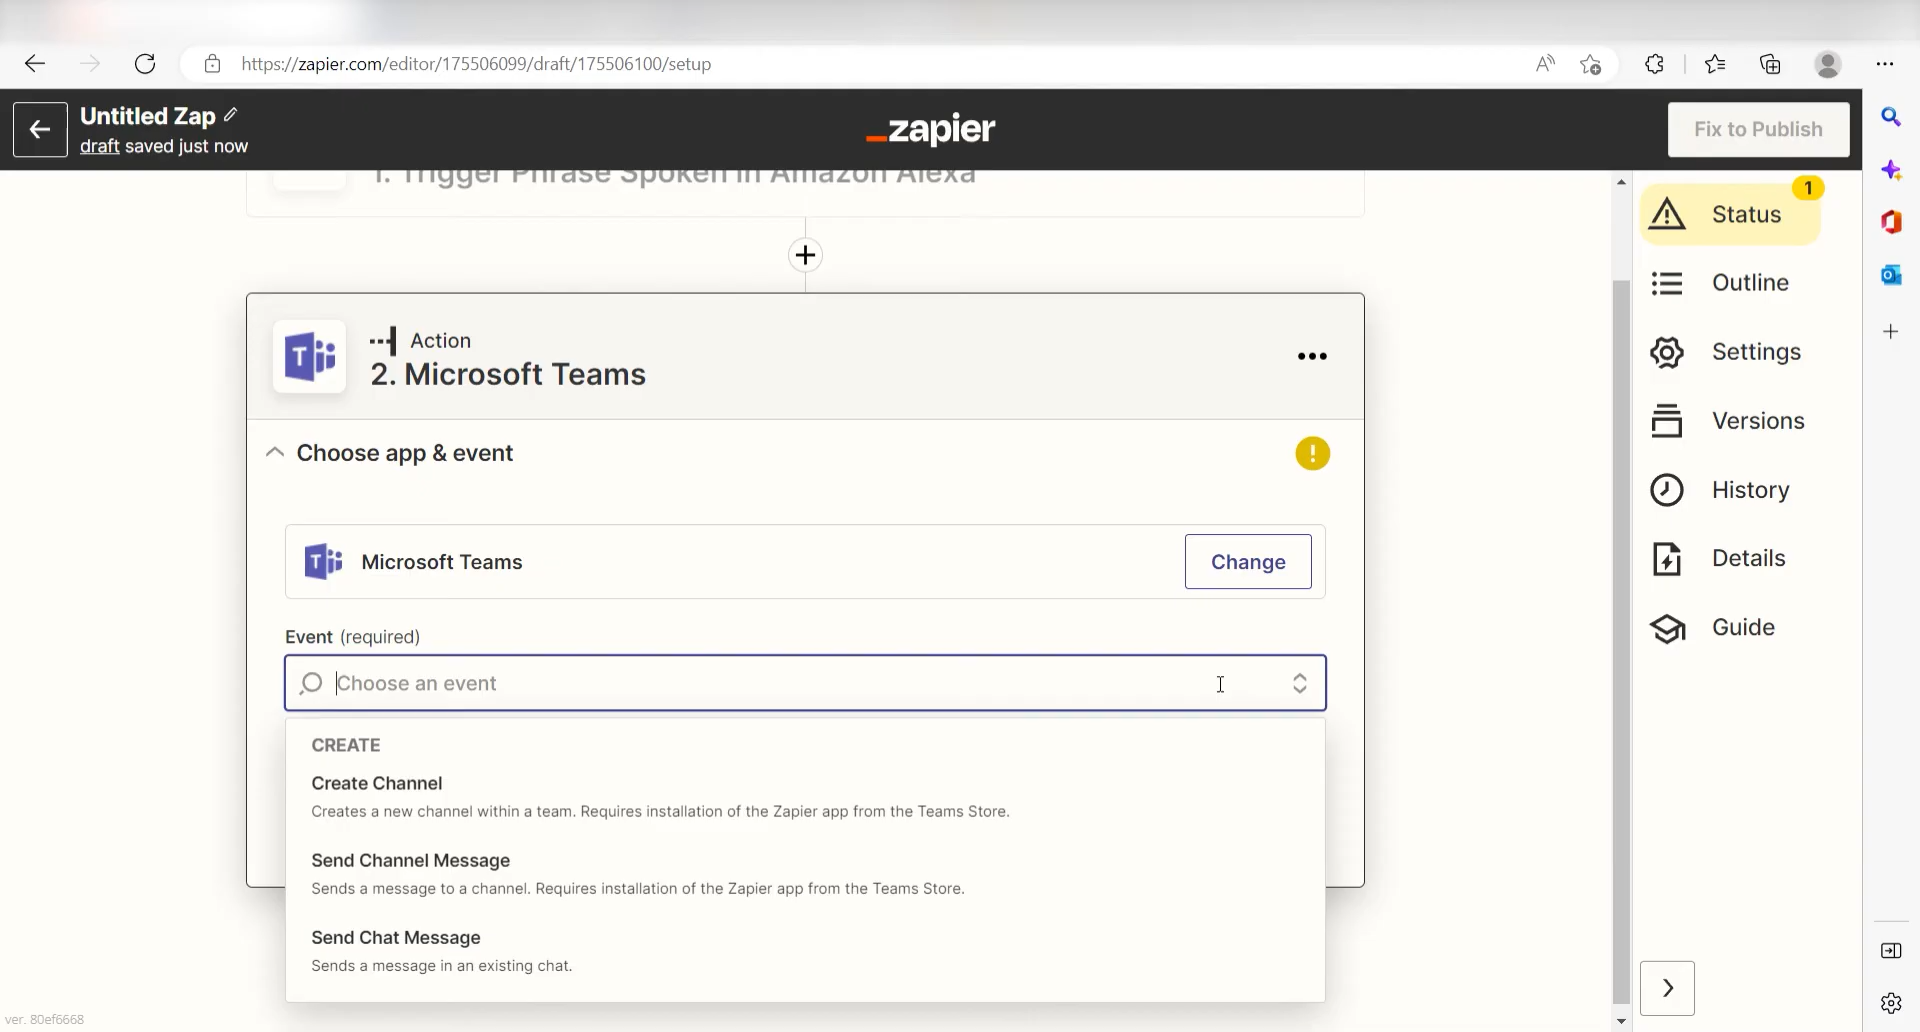 https://zapier.com/editor/175506099/draft/175506100/setup
Untitled Zap
draft saved just now
_zapier
Fix to Publish
1. Trigger Phrase Spoken in Amazon Alexa
1
Status
Outline
Settings
Versions
History
Details
Guide
Action
2. Microsoft Teams
Choose app & event
Microsoft Teams
Change
Event (required)
Choose an event
CREATE
Create Channel
Creates a new channel within a team. Requires installation of the Zapier app from the Teams Store.
Send Channel Message
Sends a message to a channel. Requires installation of the Zapier app from the Teams Store.
Send Chat Message
Sends a message in an existing chat.
ver. 80ef6668